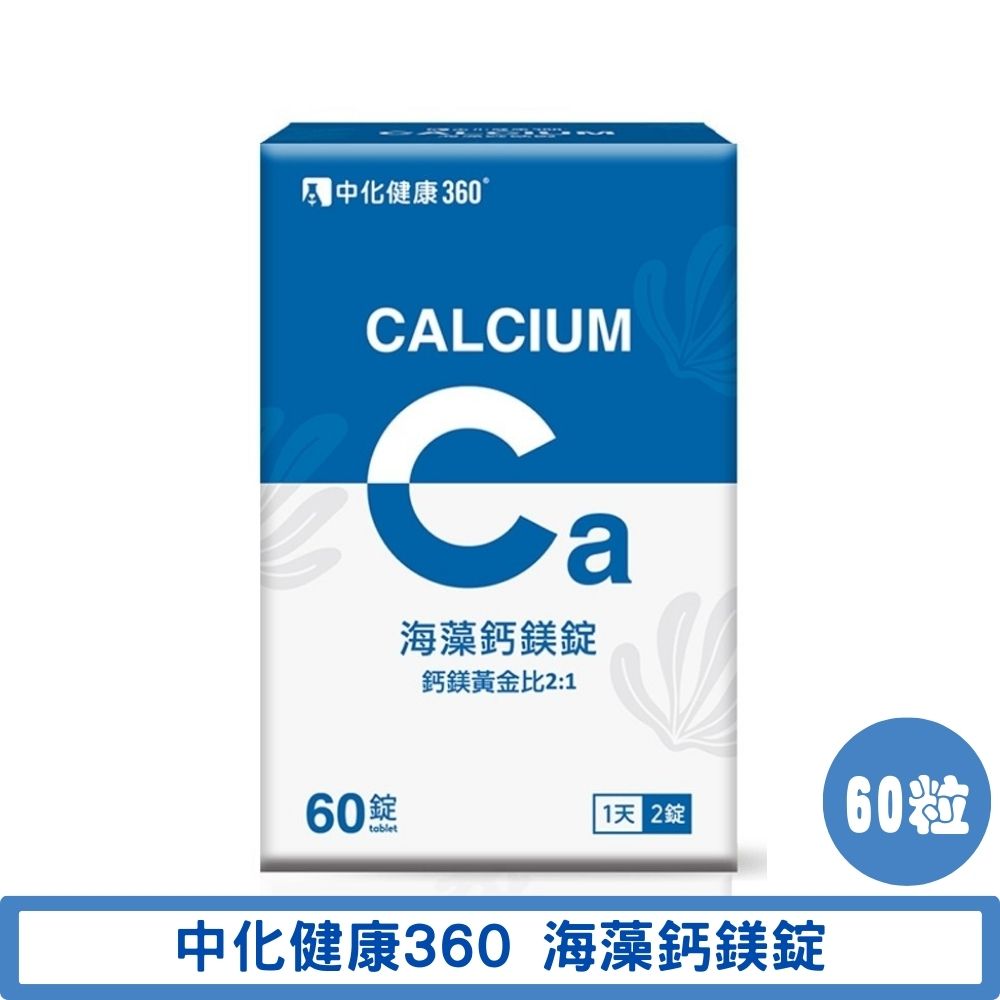 中化健康360
CALCIUM
Ca
海藻鈣鎂錠
鈣鎂黃金比2:1
60錠
tablet
1天 2錠
60粒
中化健康360 海藻鈣鎂錠